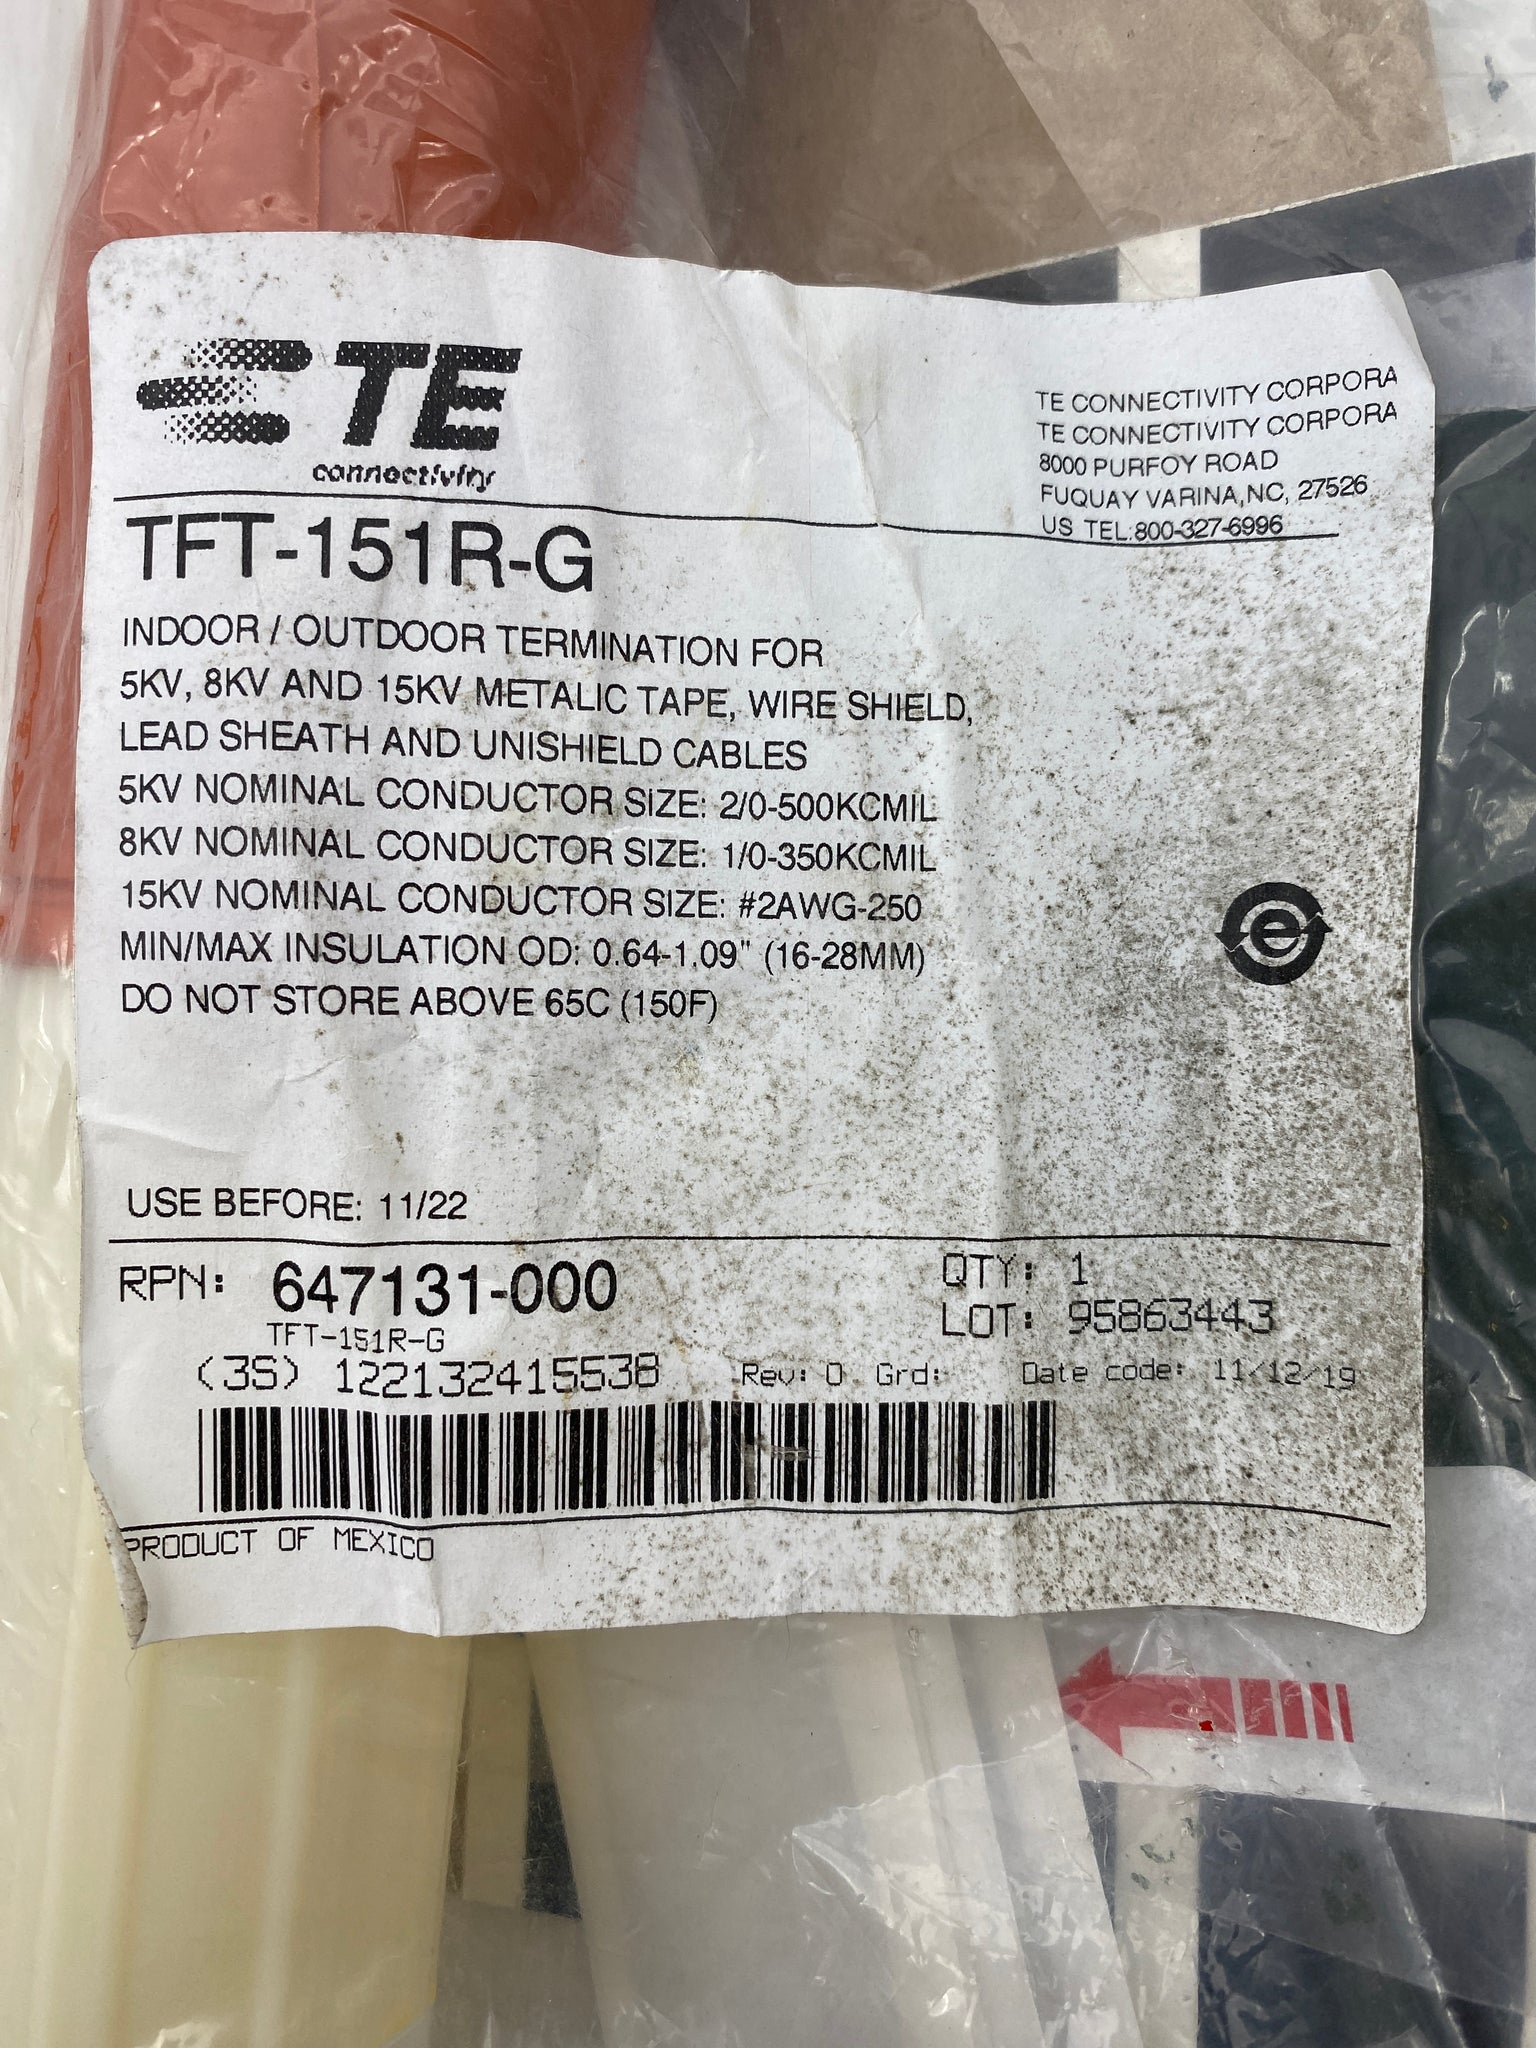 TE
connectivity
TE CONNECTIVITY CORPORA
TE CONNECTIVITY CORPORA
8000 PURFOY ROAD
FUQUAY VARINA,NC, 27526
US TEL:800-327-6996
TFT-151R-G
INDOOR / OUTDOOR TERMINATION FOR
5KV, 8KV AND 15KV METALIC TAPE, WIRE SHIELD,
LEAD SHEATH AND UNISHIELD CABLES
5KV NOMINAL CONDUCTOR SIZE: 2/0-500KCMIL
8KV NOMINAL CONDUCTOR SIZE: 1/0-350KCMIL
15KV NOMINAL CONDUCTOR SIZE: #2AWG-250
MIN/MAX INSULATION OD: 0.64-1.09" (16-28MM)
DO NOT STORE ABOVE 65C (150F)
e
USE BEFORE: 11/22
RPN: 647131-000
TFT-151R-G
QTY: 1
LOT: 95863443
(3S) 122132415538 Rev: O Grd: Date code: 11/12/19
PRODUCT OF MEXICO